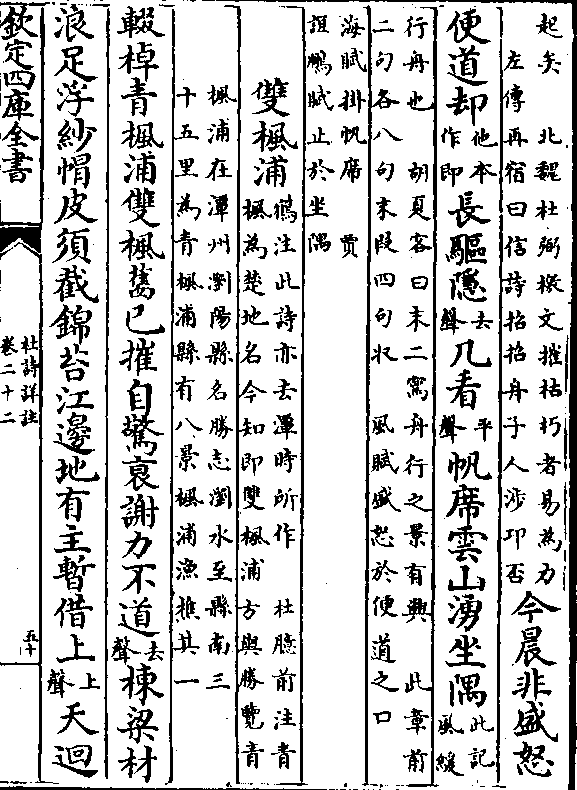 起矣　北魏杜弼檄文摧枯朽者易為力
左傳再宿曰信詩招招舟子人涉卬否
今晨非盛怒
便道却
他本
作即
長驅隱
去
聲
几看
平
聲
帆席雲山湧坐隅
此記
風緩
行舟也　胡夏客曰末二寫舟行之景有興　此章前
二句各八句末段四句收　風賦盛怒於土囊之口
海賦掛帆席　賈
誼鵩賦止於坐隅
雙楓浦
鶴注此詩亦去潭時所作　杜臆前注青
楓為楚地名今知即雙楓浦　方輿勝覽青
楓浦在潭州瀏陽縣名勝志瀏水至縣南三
十五里為青楓浦縣有八景楓浦漁樵其一
輟棹青楓浦雙楓舊已摧自驚衰謝力不道
去
聲
棟梁材
浪足浮紗帽皮須截錦苔江邊地有主暫借上
上
聲
天迴
欽定四庫全書
杜詩詳註
卷二十二
五十